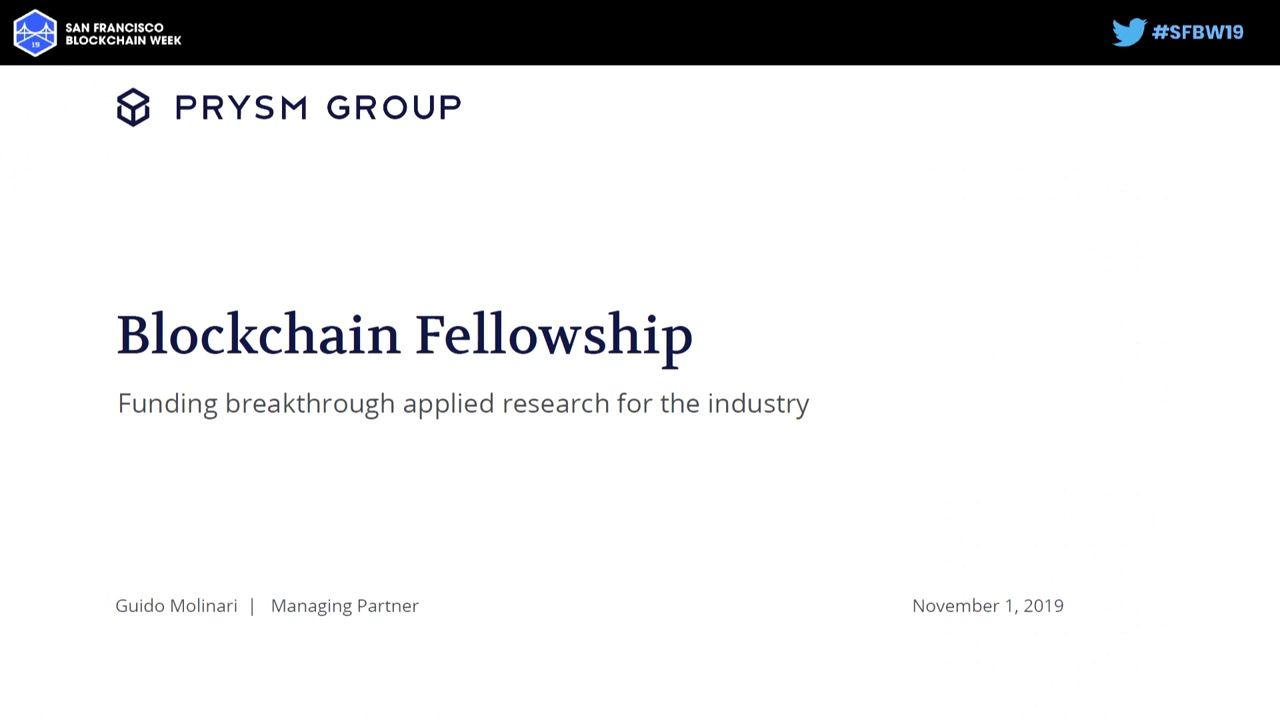 SAN FRANCISCO
BLOCKCHAIN WEEK
19
#SFBW19
PRYSM GROUP
Blockchain Fellowship
Funding breakthrough applied research for the industry
Guido Molinari | Managing Partner
November 1, 2019